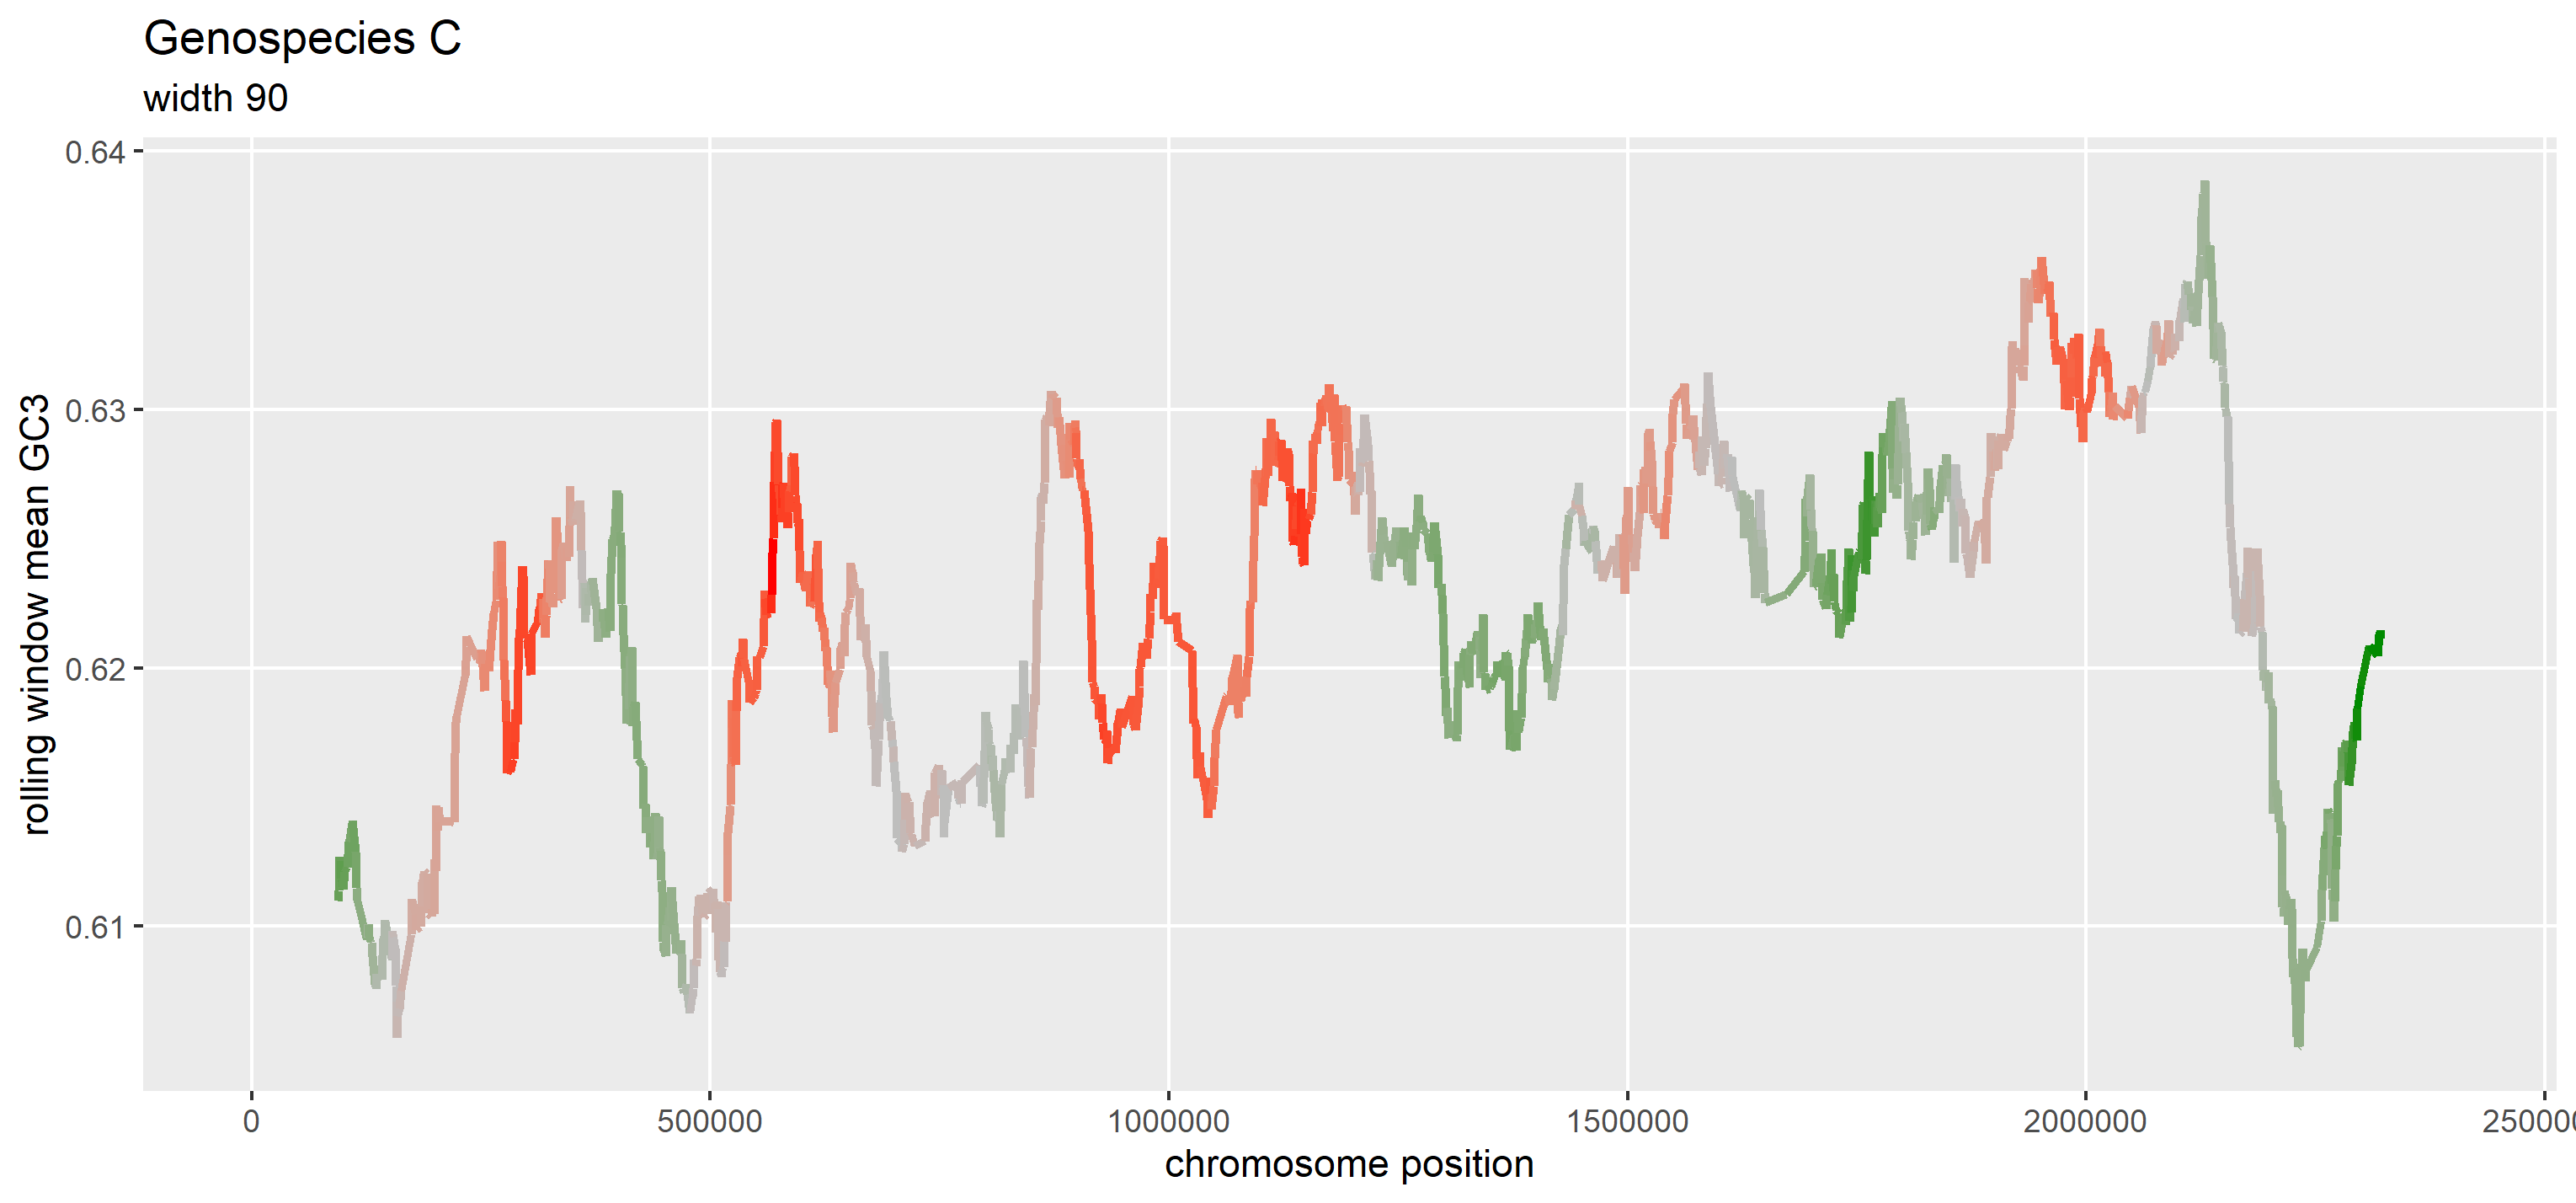 Genospecies C
width 90
rolling window mean GC3
0.64
0.63
0.62
0.61
0
500000
1000000
1500000
2000000
250000
chromosome position